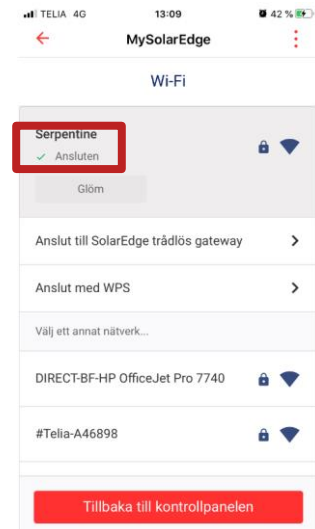 TELIA 4G 13:09 42 %
MySolarEdge
Wi-Fi
Serpentine
Ansluten
Glöm
Anslut till SolarEdge trådlös gateway
Anslut med WPS
Välj ett annat nätverk...
DIRECT-BF-HP OfficeJet Pro 7740
#Telia-A46898
Tillbaka till kontrollpanelen